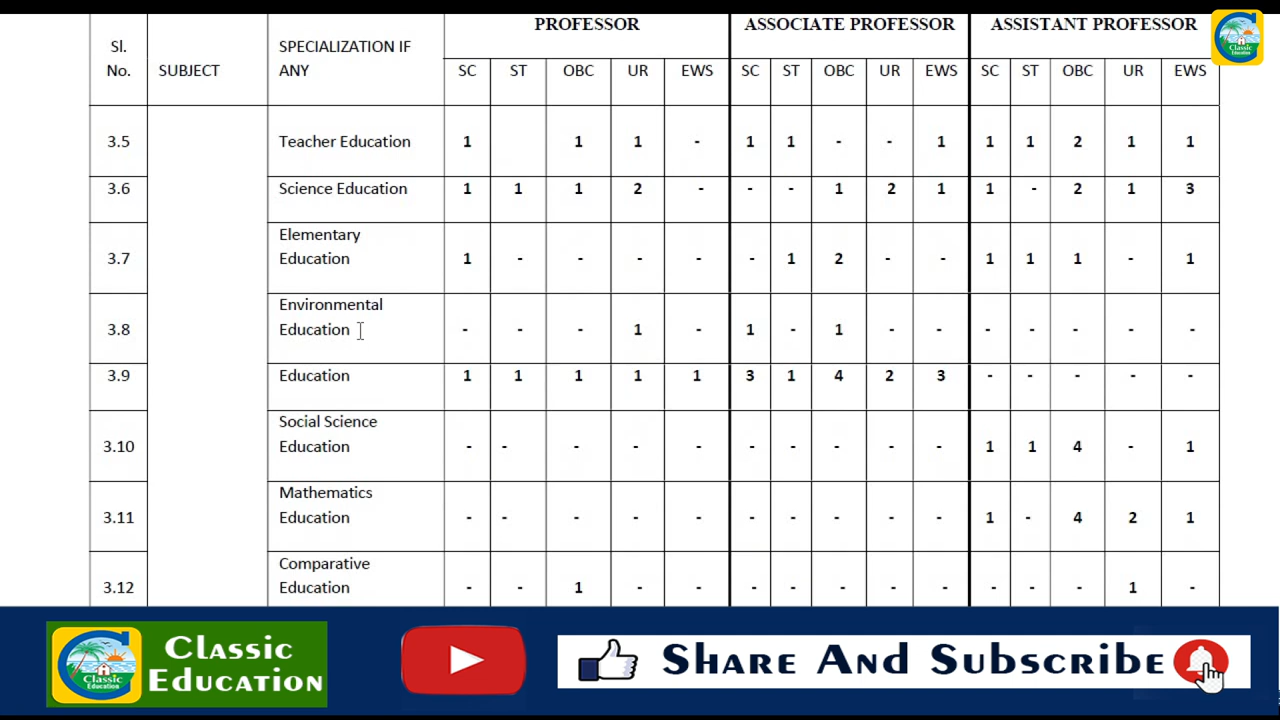 PROFESSOR ASSOCIATE PROFESSOR ASSISTANT PROFESSOR
Sl. No. SUBJECT SPECIALIZATION IF ANY SC ST OBC UR EWS SC ST OBC UR EWS SC ST OBC UR EWS
3.5 Teacher Education 1 1 1 - 1 1 - - 1 1 1 2 1 1
3.6 Science Education 1 1 1 2 - - - 1 2 1 1 - 2 1 3
3.7 Elementary Education 1 - - - - - 1 2 - - 1 1 1 - 1
3.8 Environmental Education - - - 1 - 1 - 1 - - - - - - -
3.9 Education 1 1 1 1 1 3 1 4 2 3 - - - - -
3.10 Social Science Education - - - - - - - - - - 1 1 4 - 1
3.11 Mathematics Education - - - - - - - - - - 1 - 4 2 1
3.12 Comparative Education - - 1 - - - - - - - - - - 1 -
Classic
Education
Classic
Education
Classic
Education
Share And Subscribe